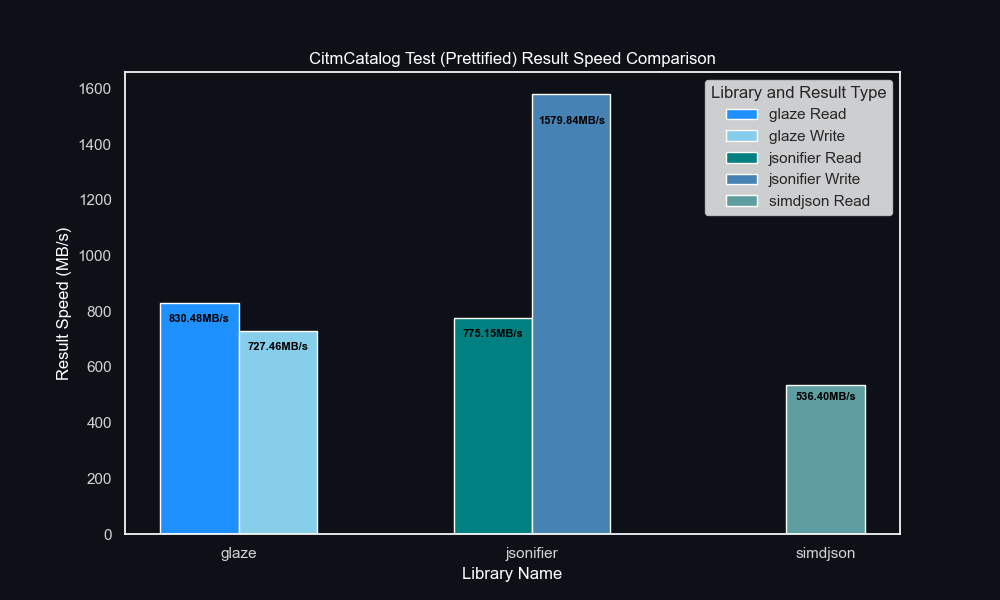 CitmCatalog Test (Prettified) Result Speed Comparison
Result Speed (MB/s)
1600
1400
1200
1000
800
600
400
200
0
830.48MB/s
727.46MB/s
775.15MB/s
1579.84MB/s
536.40MB/s
Library and Result Type
glaze Read
glaze Write
jsonifier Read
jsonifier Write
simdjson Read
glaze
jsonifier
simdjson
Library Name